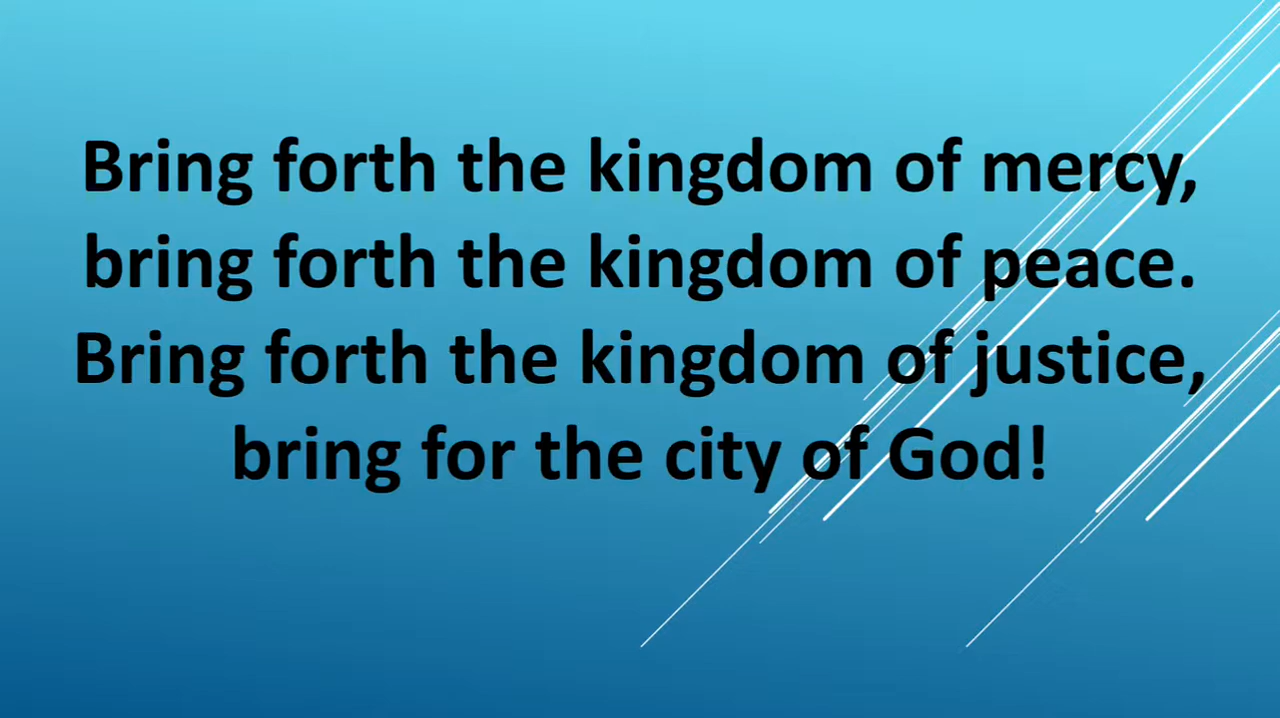 Bring forth the kingdom of mercy,
bring forth the kingdom of peace.
Bring forth the kingdom of justice,
bring for the city of God!